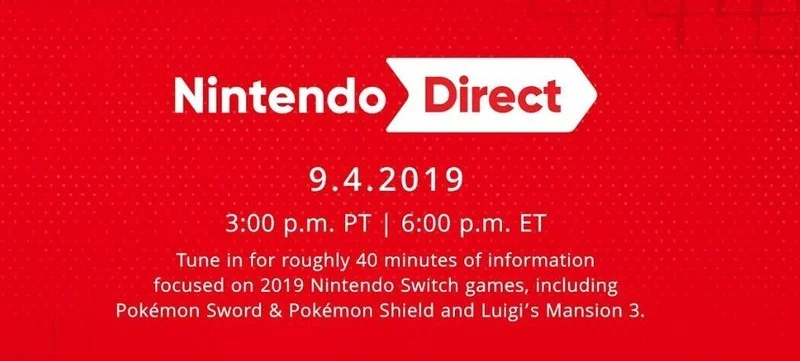 Nintendo Direct
9.4.2019
3:00 p.m. PT | 6:00 p.m. ET
Tune in for roughly 40 minutes of information
focused on 2019 Nintendo Switch games, including
Pokémon Sword & Pokémon Shield and Luigi's Mansion 3.